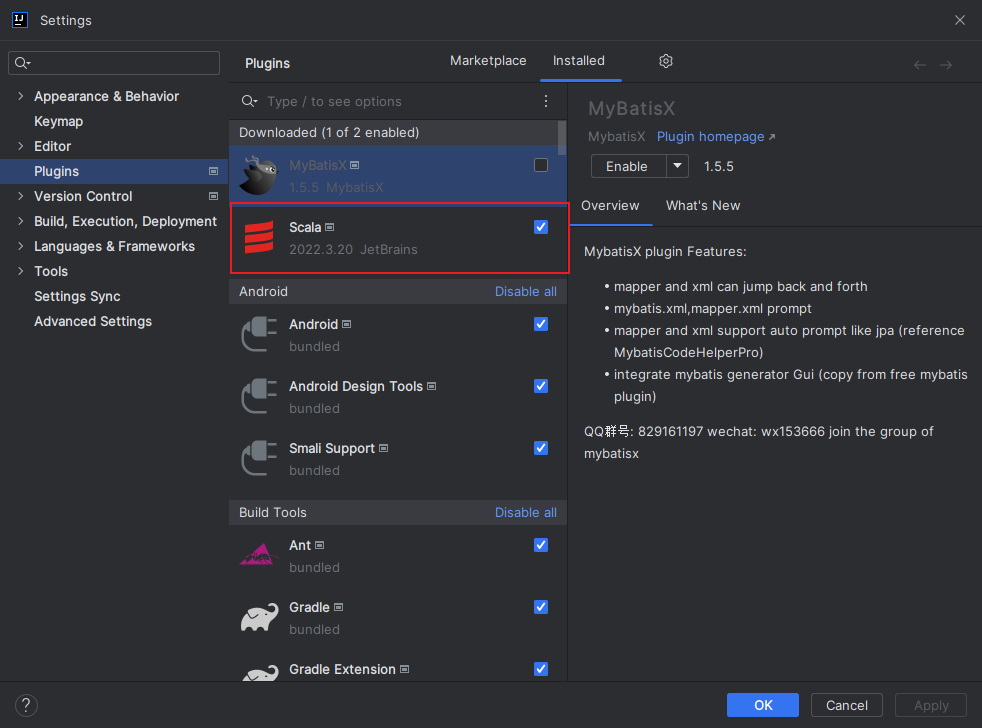 Settings
Plugins
Marketplace
Installed
Appearance & Behavior
Keymap
Editor
Plugins
Version Control
Build, Execution, Deployment
Languages & Frameworks
Tools
Settings Sync
Advanced Settings
Type / to see options
Downloaded (1 of 2 enabled)
MyBatisX
1.5.5 MybatisX
Scala
2022.3.20 JetBrains
Android
Disable all
Android
bundled
Android Design Tools
bundled
Smali Support
bundled
Build Tools
Disable all
Ant
bundled
Gradle
bundled
Gradle Extension
MyBatisX
MybatisX Plugin homepage ↗
Enable
1.5.5
Overview
What's New
MybatisX plugin Features:
• mapper and xml can jump back and forth
• mybatis.xml,mapper.xml prompt
• mapper and xml support auto prompt like jpa (reference
MybatisCodeHelperPro)
• integrate mybatis generator Gui (copy from free mybatis
plugin)
QQ群号: 829161197 wechat: wx153666 join the group of
mybatisx
?
OK
Cancel
Apply